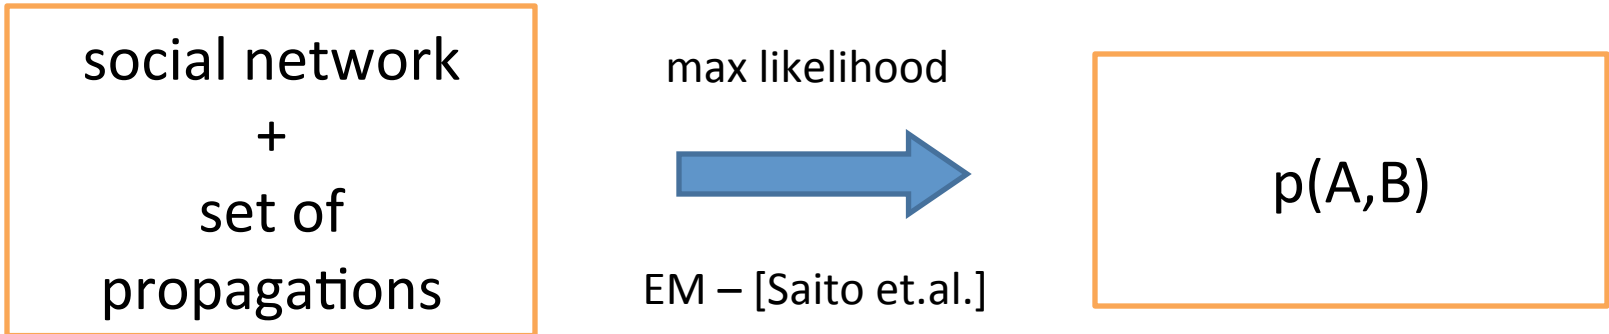 social network
+
set of
propagations
max likelihood
EM – [Saito et.al.]
p(A,B)